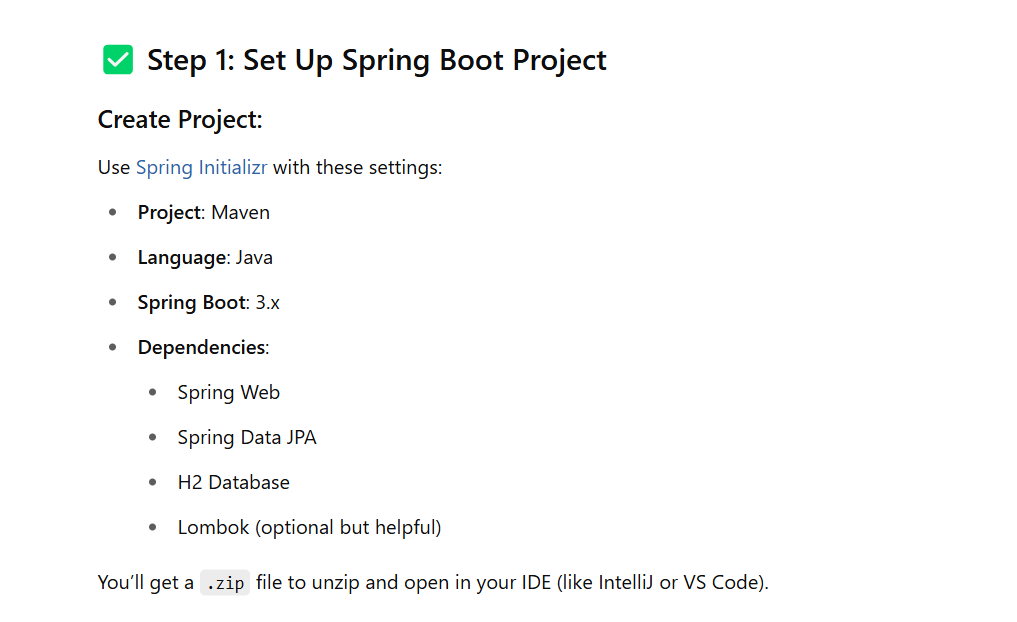 ✅ Step 1: Set Up Spring Boot Project
Create Project:
Use Spring Initializr with these settings:
• Project: Maven
• Language: Java
• Spring Boot: 3.x
• Dependencies:
• Spring Web
• Spring Data JPA
• H2 Database
• Lombok (optional but helpful)
You’ll get a .zip file to unzip and open in your IDE (like IntelliJ or VS Code).